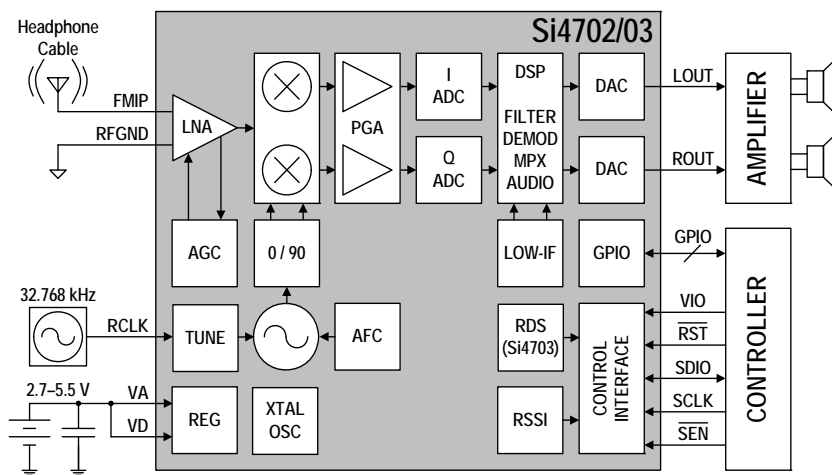 Headphone
Cable
Si4702/03
FMIP
RFGND
LNA
PGA
I
ADC
Q
ADC
DSP
FILTER
DEMOD
MPX
AUDIO
DAC
DAC
LOUT
ROUT
AMPLIFIER
AGC
0 / 90
LOW-IF
GPIO
GPIO
32.768 kHz
RCLK
TUNE
AFC
RDS
(Si4703)
CONTROL
INTERFACE
VIO
RST
SDIO
SCLK
SEN
CONTROLLER
2.7–5.5 V
VA
VD
REG
XTAL
OSC
RSSI